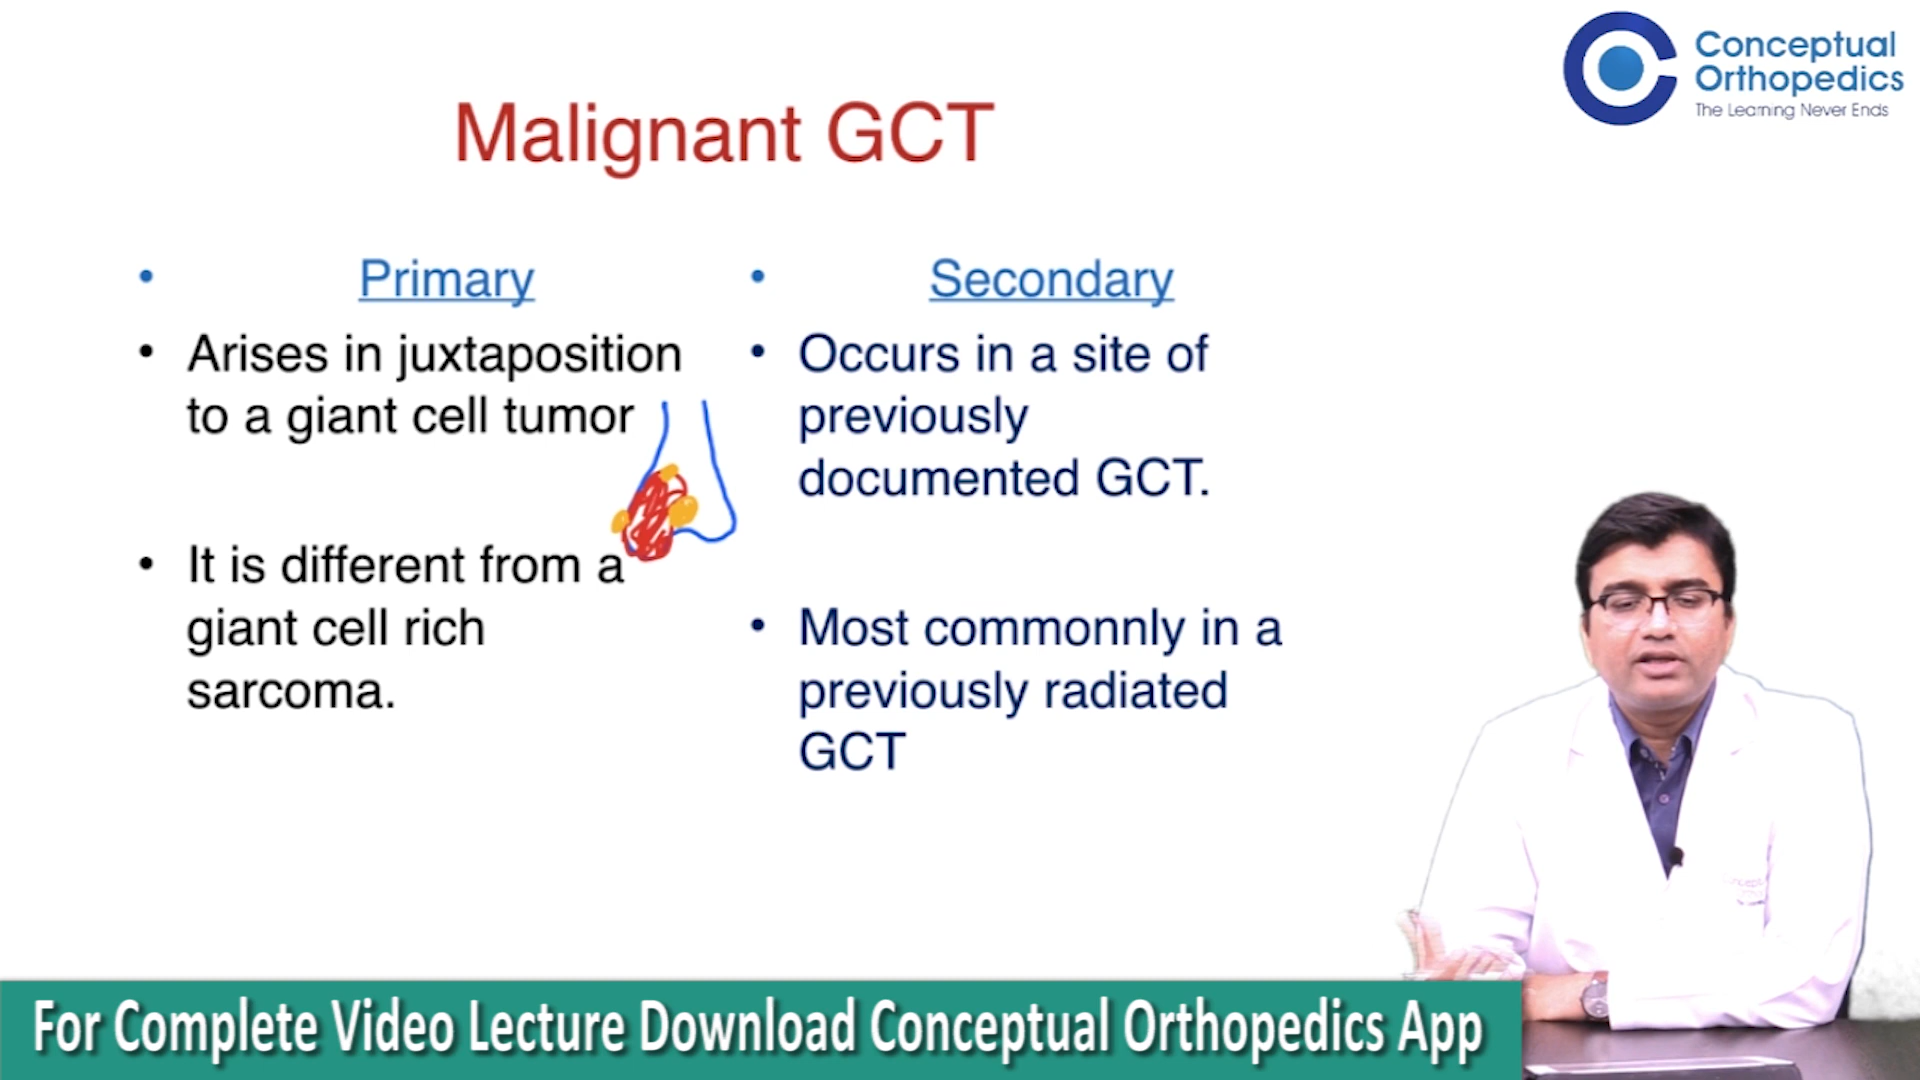 Conceptual
Orthopedics
The Learning Never Ends
Malignant GCT
• Primary
• Arises in juxtaposition
to a giant cell tumor
• It is different from a
giant cell rich
sarcoma.
• Secondary
• Occurs in a site of
previously
documented GCT.
• Most commonnly in a
previously radiated
GCT
For Complete Video Lecture Download Conceptual Orthopedics App